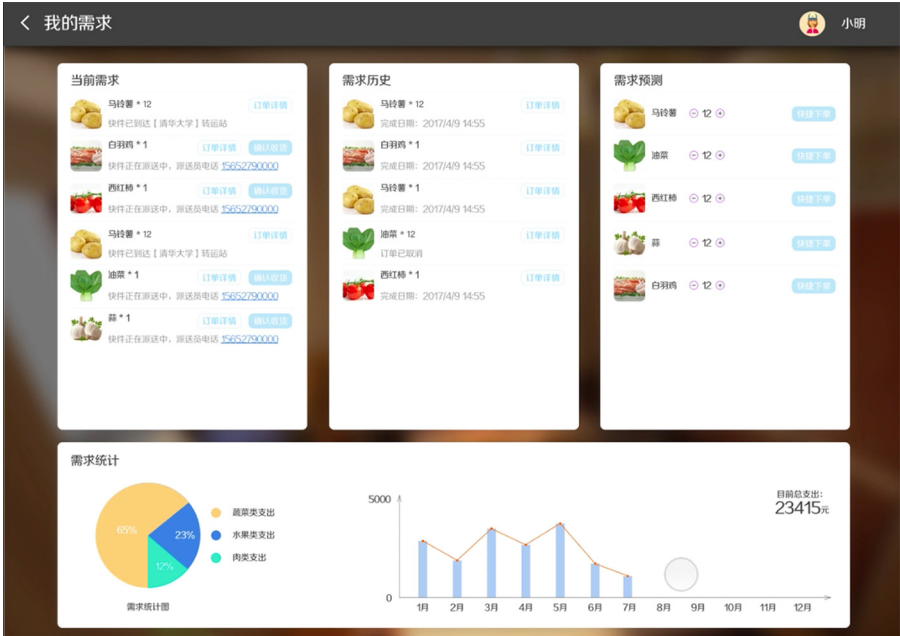 我的需求
小明
当前需求
马铃薯 * 12
订单详情
快件已到达【清华大学】转运站
白羽鸡 * 1
订单详情 确认收货
快件正在派送中，派送员电话 15652790000
西红柿 * 1
订单详情 确认收货
快件正在派送中，派送员电话 15652790000
马铃薯 * 12
订单详情
快件已到达【清华大学】转运站
油菜 * 1
订单详情 确认收货
快件正在派送中，派送员电话 15652790000
蒜 * 1
订单详情 确认收货
快件正在派送中，派送员电话 15652790000
需求历史
马铃薯 * 12
订单详情
完成日期：2017/4/9 14:55
白羽鸡 * 1
订单详情
完成日期：2017/4/9 14:55
马铃薯 * 1
订单详情
完成日期：2017/4/9 14:55
油菜 * 12
订单详情
订单已取消
西红柿 * 1
订单详情
完成日期：2017/4/9 14:55
需求预测
马铃薯 12 快捷下单
油菜 12 快捷下单
西红柿 12 快捷下单
蒜 12 快捷下单
白羽鸡 12 快捷下单
需求统计
65%
23%
12%
蔬菜类支出
水果类支出
肉类支出
需求统计图
5000
0
1月 2月 3月 4月 5月 6月 7月 8月 9月 10月 11月 12月
目前总支出：
23415元